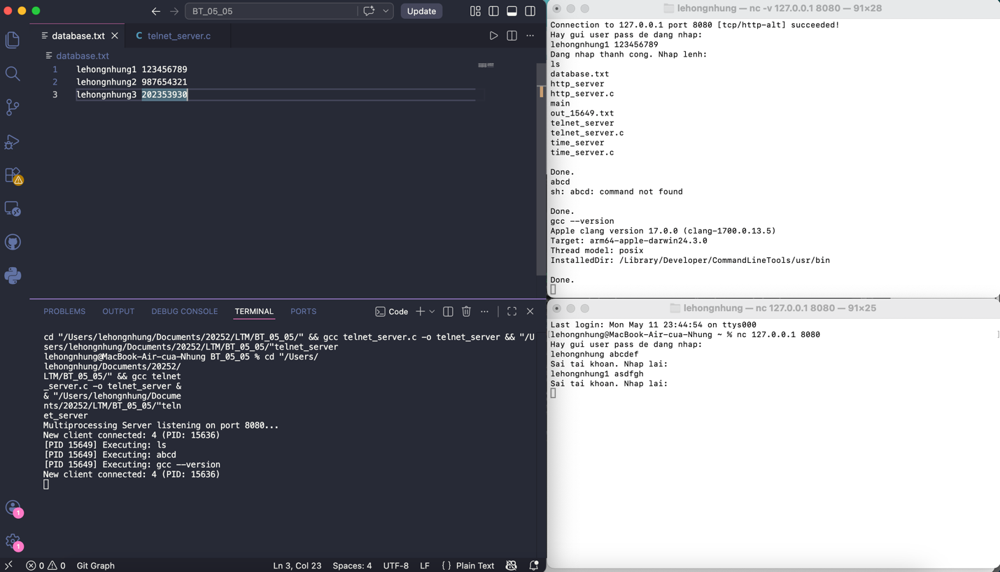 BT_05_05
Update
database.txt
telnet_server.c
database.txt
1 lehongnhung1 123456789
2 lehongnhung2 987654321
3 lehongnhung3 202353930
PROBLEMS OUTPUT DEBUG CONSOLE TERMINAL PORTS
Code
cd "/Users/lehongnhung/Documents/20252/LTM/BT_05_05/" && gcc telnet_server.c -o telnet_server && "/U
sers/lehongnhung/Documents/20252/LTM/BT_05_05/"telnet_server
lehongnhung@MacBook-Air-cua-Nhung BT_05_05 % cd "/Users/
lehongnhung/Documents/20252/
LTM/BT_05_05/" && gcc telnet
_server.c -o telnet_server &
& "/Users/lehongnhung/Docume
nts/20252/LTM/BT_05_05/"teln
et_server
Multiprocessing Server listening on port 8080...
New client connected: 4 (PID: 15636)
[PID 15649] Executing: ls
[PID 15649] Executing: abcd
[PID 15649] Executing: gcc --version
New client connected: 4 (PID: 15636)
1
1
0 0 Git Graph
Ln 3, Col 23 Spaces: 4 UTF-8 LF { } Plain Text
lehongnhung — nc -v 127.0.0.1 8080 — 91×28
Connection to 127.0.0.1 port 8080 [tcp/http-alt] succeeded!
Hay gui user pass de dang nhap:
lehongnhung1 123456789
Dang nhap thanh cong. Nhap lenh:
ls
database.txt
http_server
http_server.c
main
out_15649.txt
telnet_server
telnet_server.c
time_server
time_server.c
Done.
abcd
sh: abcd: command not found
Done.
gcc --version
Apple clang version 17.0.0 (clang-1700.0.13.5)
Target: arm64-apple-darwin24.3.0
Thread model: posix
InstalledDir: /Library/Developer/CommandLineTools/usr/bin
Done.
lehongnhung — nc 127.0.0.1 8080 — 91×25
Last login: Mon May 11 23:44:54 on ttys000
[lehongnhung@MacBook-Air-cua-Nhung ~ % nc 127.0.0.1 8080 ]
Hay gui user pass de dang nhap:
lehongnhung abcdef
Sai tai khoan. Nhap lai:
lehongnhung1 asdfgh
Sai tai khoan. Nhap lai: